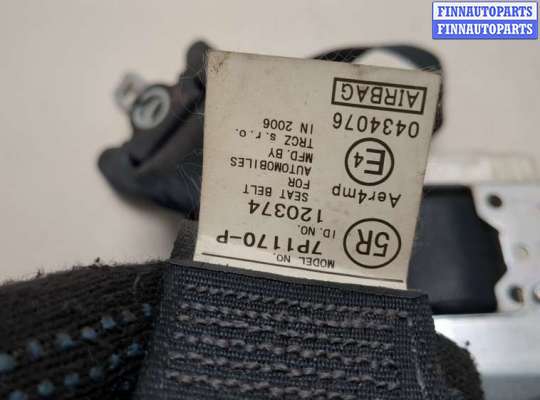 FINNAUTOPARTS
FINNAUTOPARTS
MODEL NO.
7P1170-P
ID. NO.
120374
5R
SEAT BELT
FOR
AUTOMOBILES
MFD. BY
TRCZ s. r. o.
IN 2006
Aer4mp
E4
0434076
AIRBAG